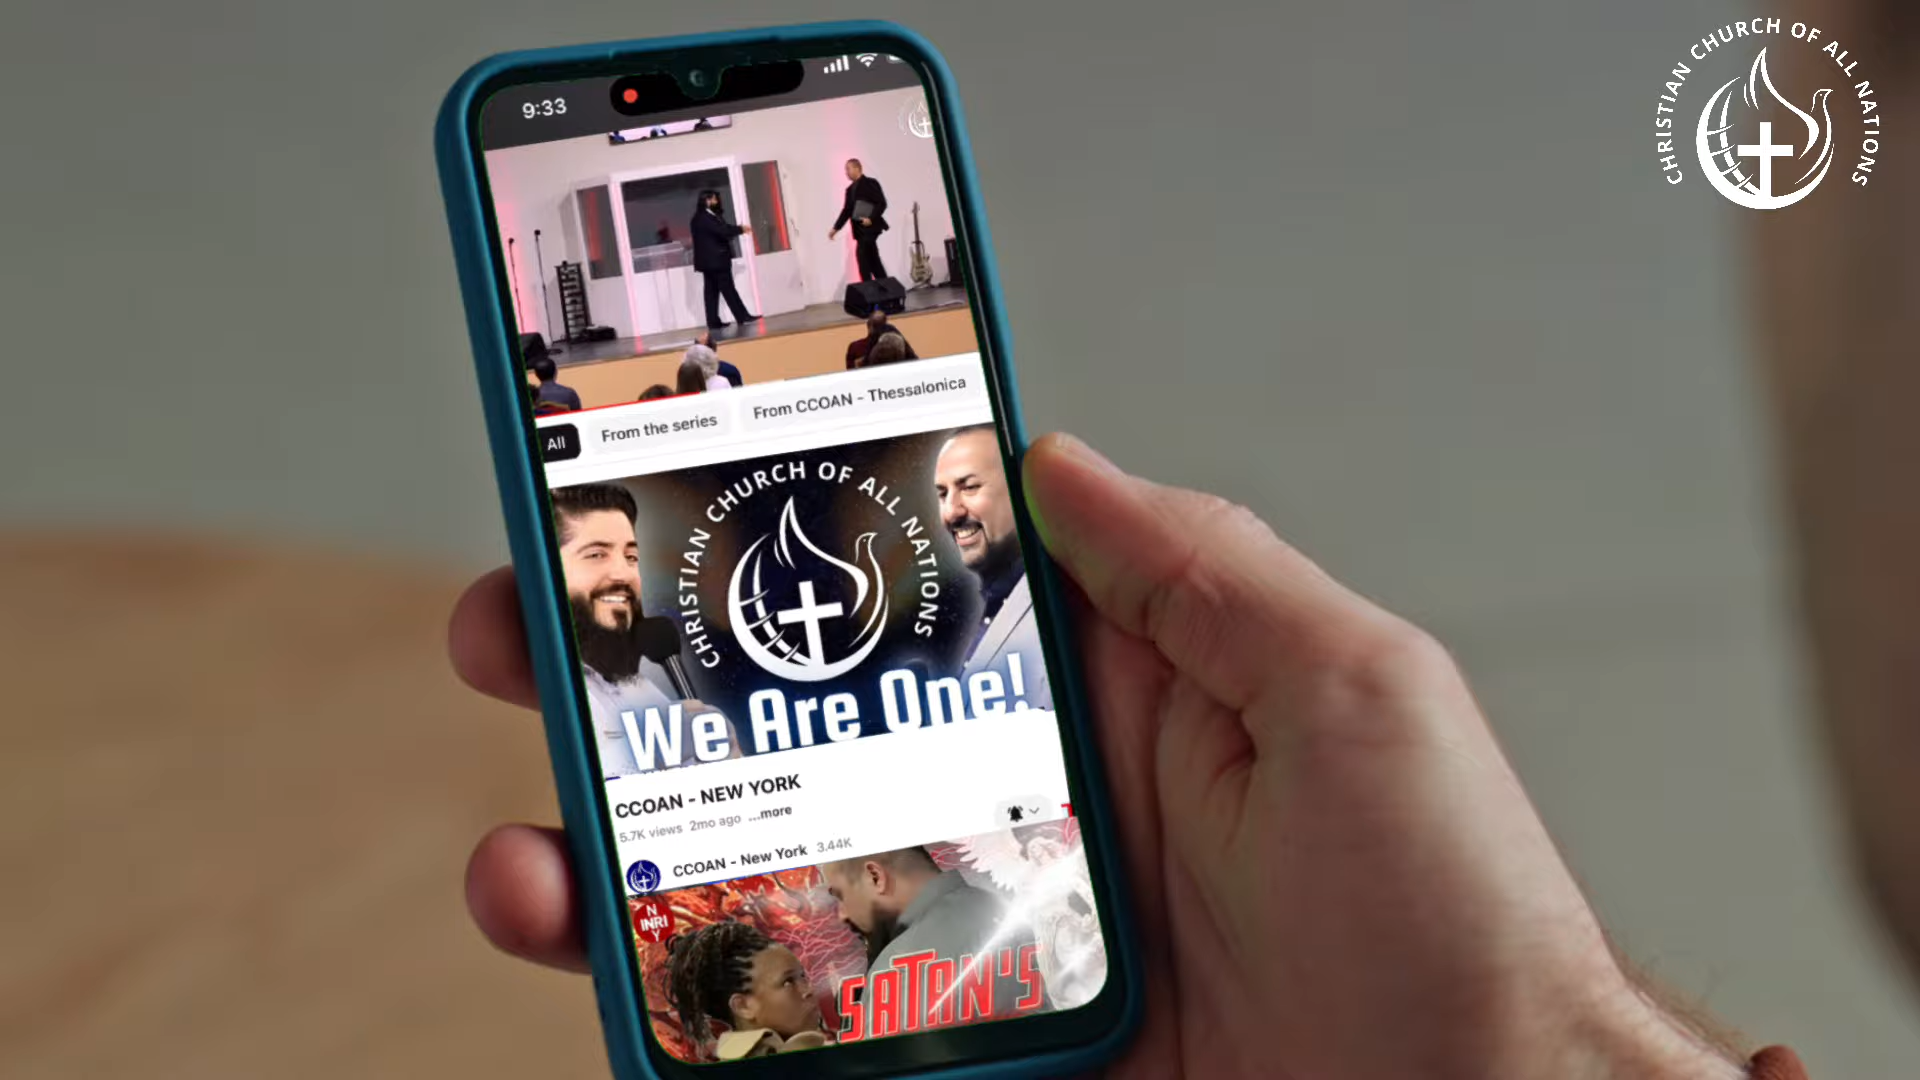 CHRISTIAN CHURCH OF ALL NATIONS
9:33
All
From the series
From CCOAN - Thessalonica
CHRISTIAN CHURCH OF ALL NATIONS
We Are One!
CCOAN - NEW YORK
5.7K views 2mo ago ...more
CCOAN - New York 3.44K
N
INRI
Y
SATAN'S